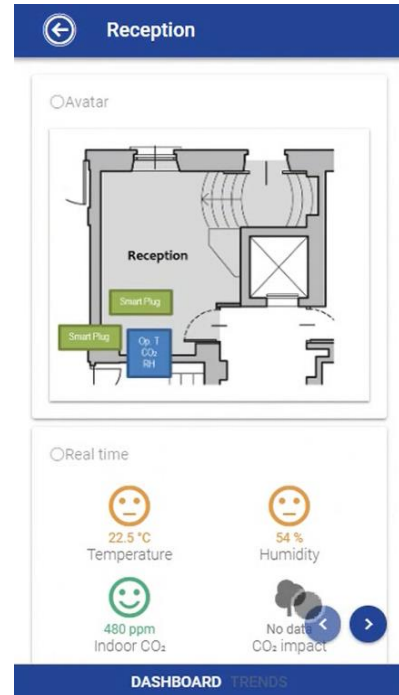 Reception
Avatar
Reception
Smart Plug
Smart Plug
Op. T
CO₂
RH
Real time
22.5 °C
Temperature
54 %
Humidity
480 ppm
Indoor CO₂
No data
CO₂ impact
DASHBOARD TRENDS